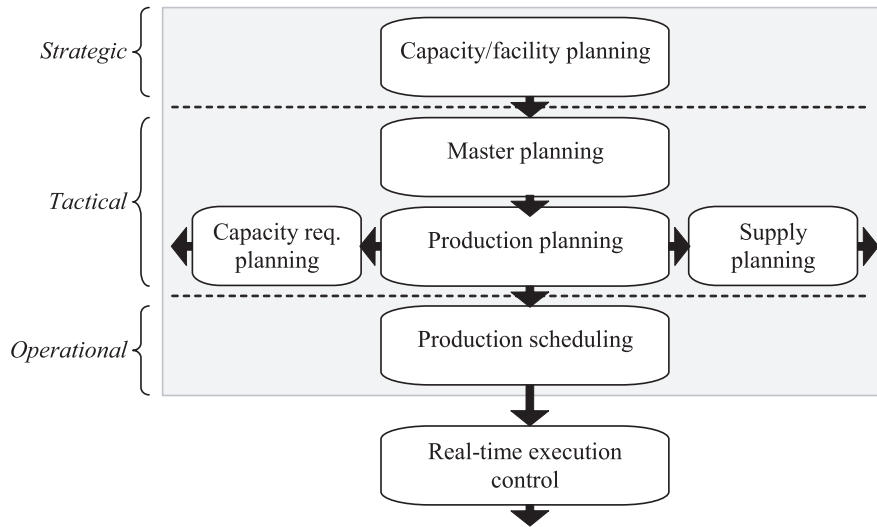 Strategic
Capacity/facility planning
Master planning
Tactical
Capacity req.
planning
Production planning
Supply
planning
Operational
Production scheduling
Real-time execution
control